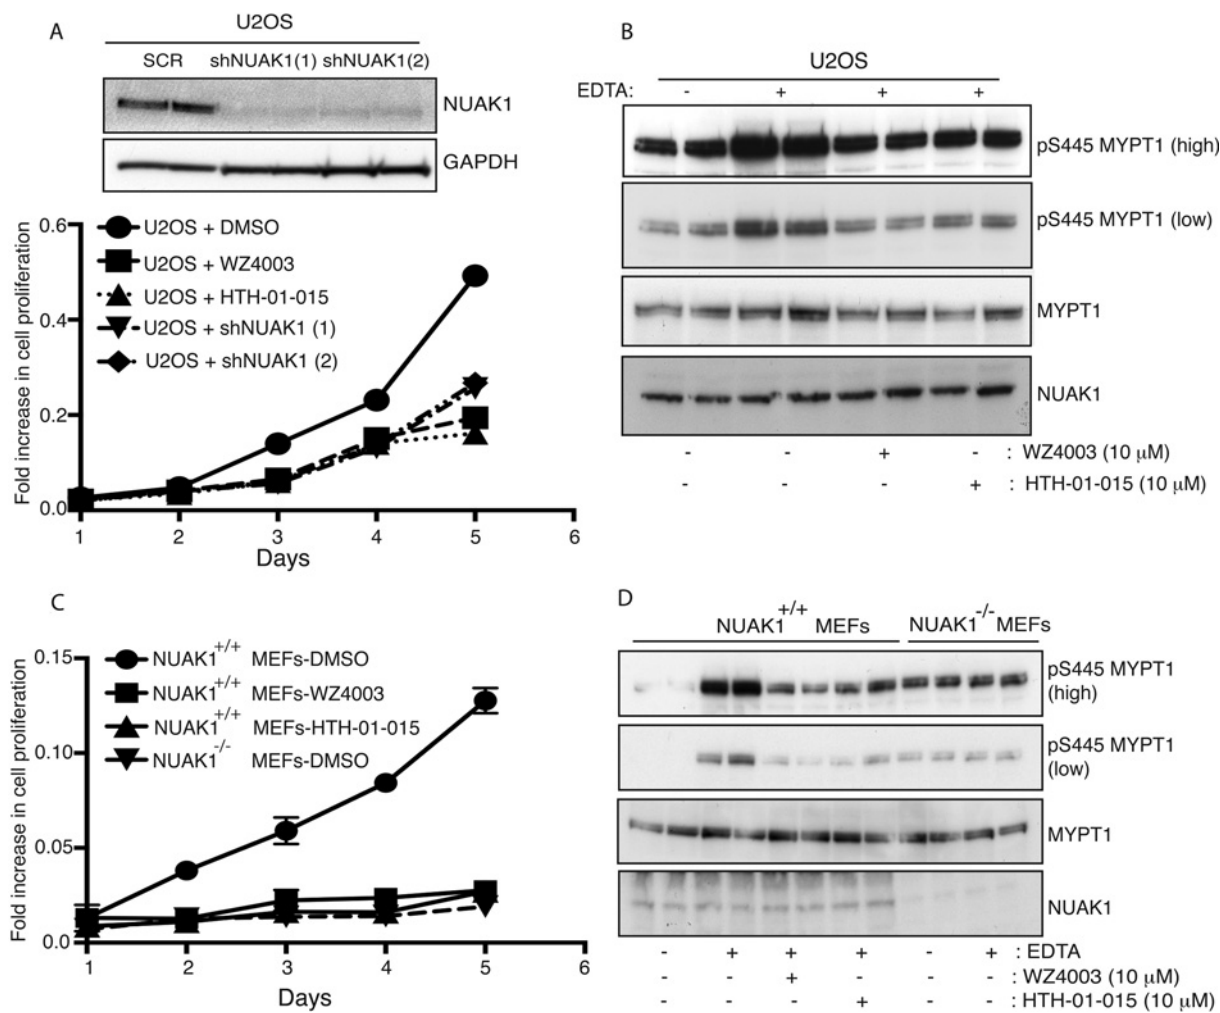 A
U2OS
SCR shNUAK1(1) shNUAK1(2)
NUAK1
GAPDH
Fold increase in cell proliferation
0.6
0.4
0.2
0.0
U2OS + DMSO
U2OS + WZ4003
U2OS + HTH-01-015
U2OS + shNUAK1 (1)
U2OS + shNUAK1 (2)
1 2 3 4 5 6
Days
B
U2OS
EDTA: - + + +
pS445 MYPT1 (high)
pS445 MYPT1 (low)
MYPT1
NUAK1
- - + - : WZ4003 (10 μM)
- - - + : HTH-01-015 (10 μM)
C
Fold increase in cell proliferation
0.15
0.10
0.05
0.0
NUAK1+/+ MEFs-DMSO
NUAK1+/+ MEFs-WZ4003
NUAK1+/+ MEFs-HTH-01-015
NUAK1-/- MEFs-DMSO
1 2 3 4 5 6
Days
D
NUAK1+/+ MEFs NUAK1-/- MEFs
pS445 MYPT1
(high)
pS445 MYPT1
(low)
MYPT1
NUAK1
- + + + - + : EDTA
- - + - - - : WZ4003 (10 μM)
- - - + - - : HTH-01-015 (10 μM)